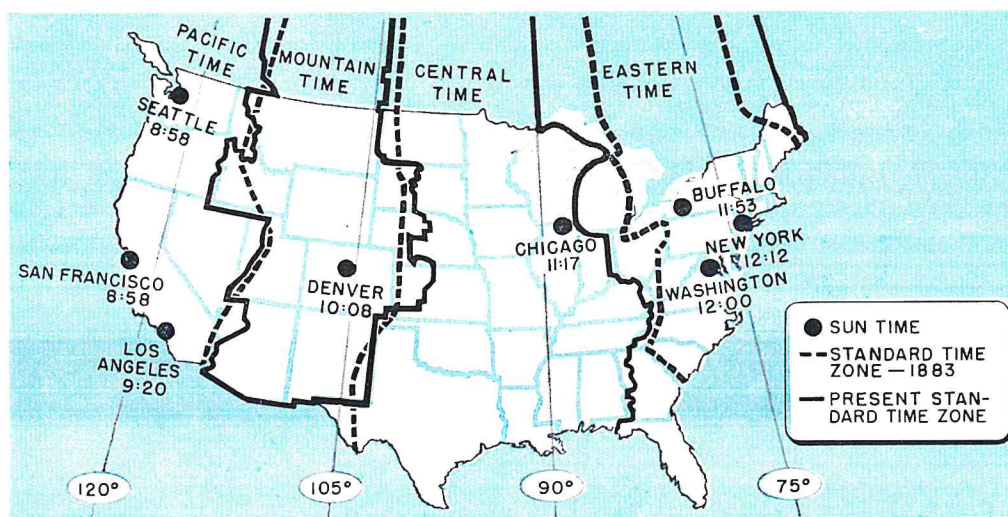 PACIFIC
TIME
MOUNTAIN
TIME
CENTRAL
TIME
EASTERN
TIME
SEATTLE
8:58
BUFFALO
11:53
SAN FRANCISCO
8:58
DENVER
10:08
CHICAGO
11:17
NEW YORK
12:12
WASHINGTON
12:00
LOS
ANGELES
9:20
SUN TIME
STANDARD TIME
ZONE—1883
PRESENT STAN-
DARD TIME ZONE
120°
105°
90°
75°